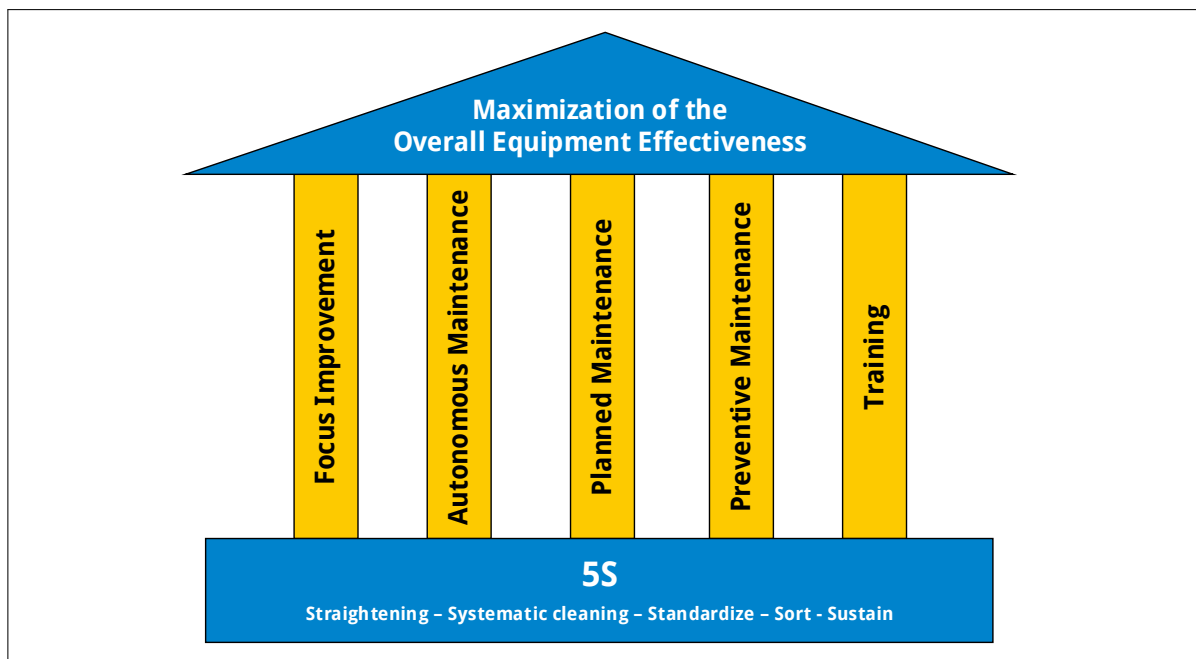 Maximization of the
Overall Equipment Effectiveness
Focus Improvement
Autonomous Maintenance
Planned Maintenance
Preventive Maintenance
Training
5S
Straightening – Systematic cleaning – Standardize – Sort - Sustain